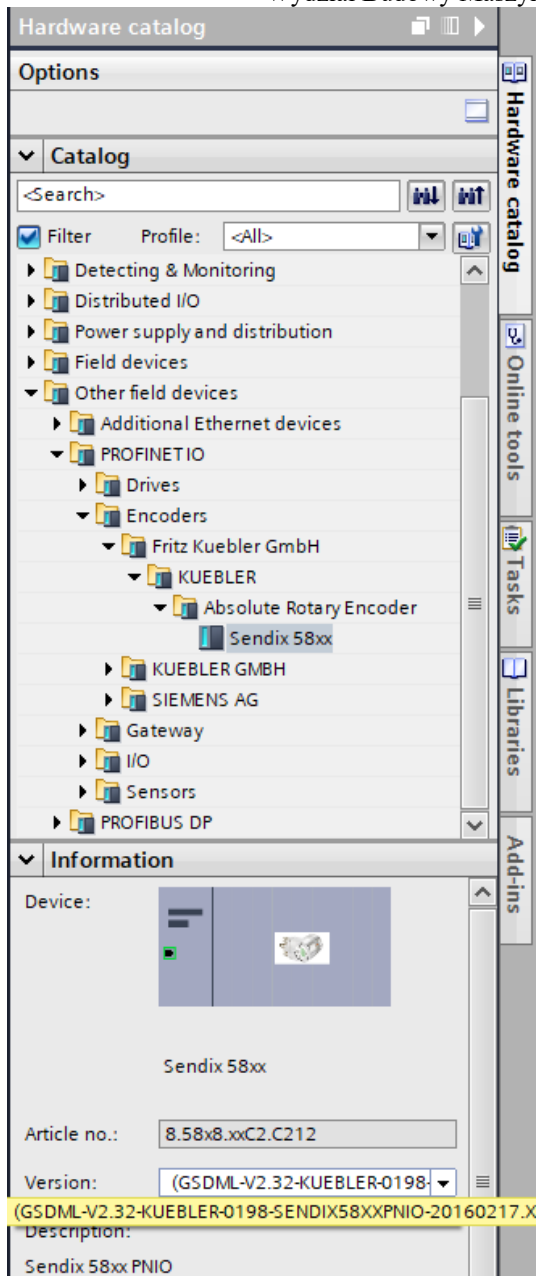 Hardware catalog
Options
Catalog
<Search>
Filter Profile: <All>
Detecting & Monitoring
Distributed I/O
Power supply and distribution
Field devices
Other field devices
Additional Ethernet devices
PROFINET IO
Drives
Encoders
Fritz Kuebler GmbH
KUEBLER
Absolute Rotary Encoder
Sendix 58xx
KUEBLER GMBH
SIEMENS AG
Gateway
I/O
Sensors
PROFIBUS DP
Information
Device:
Sendix 58xx
Article no.: 8.58x8.xxC2.C212
Version: (GSDML-V2.32-KUEBLER-0198-
(GSDML-V2.32-KUEBLER-0198-SENDIX58XXPNIO-20160217.X
Description:
Sendix 58xx PNIO
Hardware catalog
Online tools
Tasks
Libraries
Add-ins